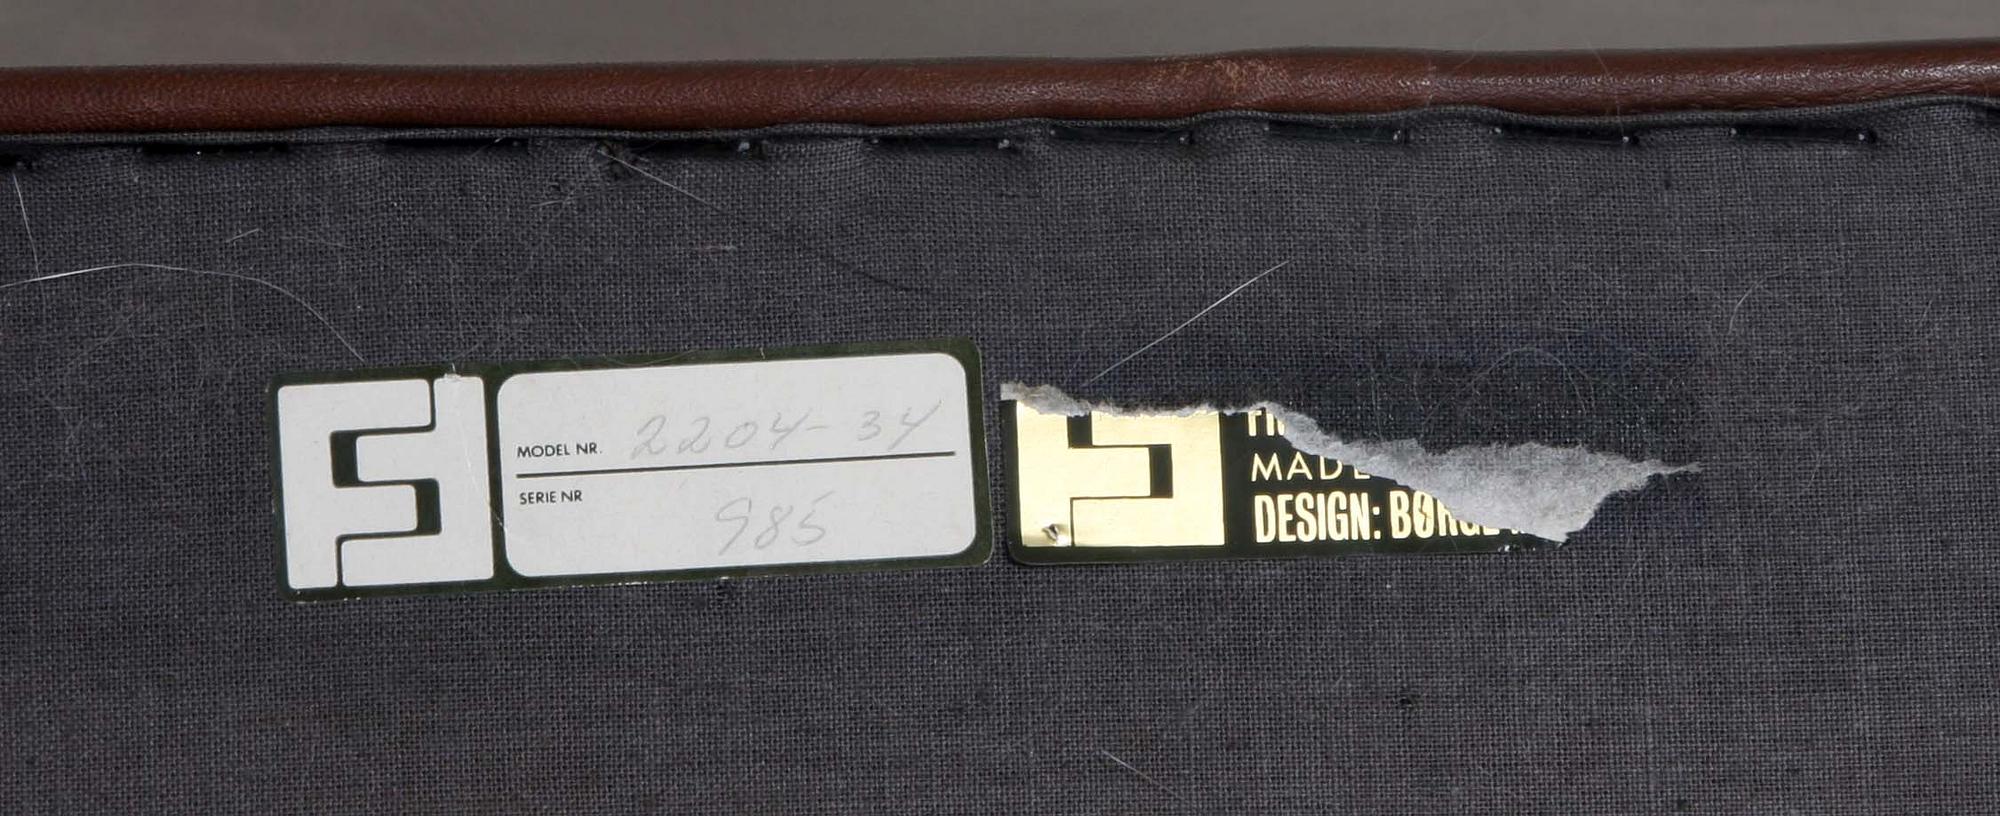 MODEL NR. 2204-34
SERIE NR 985
MADE
DESIGN: BØRGE